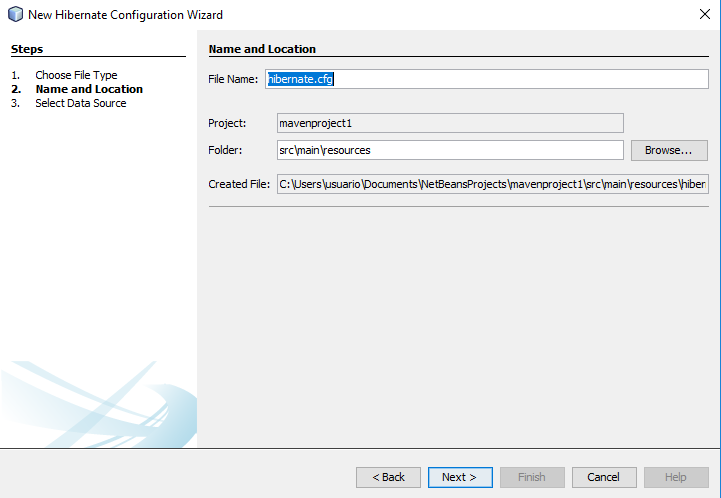 New Hibernate Configuration Wizard
Steps
1. Choose File Type
2. Name and Location
3. Select Data Source
Name and Location
File Name: hibernate.cfg
Project: mavenproject1
Folder: src\main\resources Browse...
Created File: C:\Users\usuario\Documents\NetBeansProjects\mavenproject1\src\main\resources\hiber
< Back Next > Finish Cancel Help